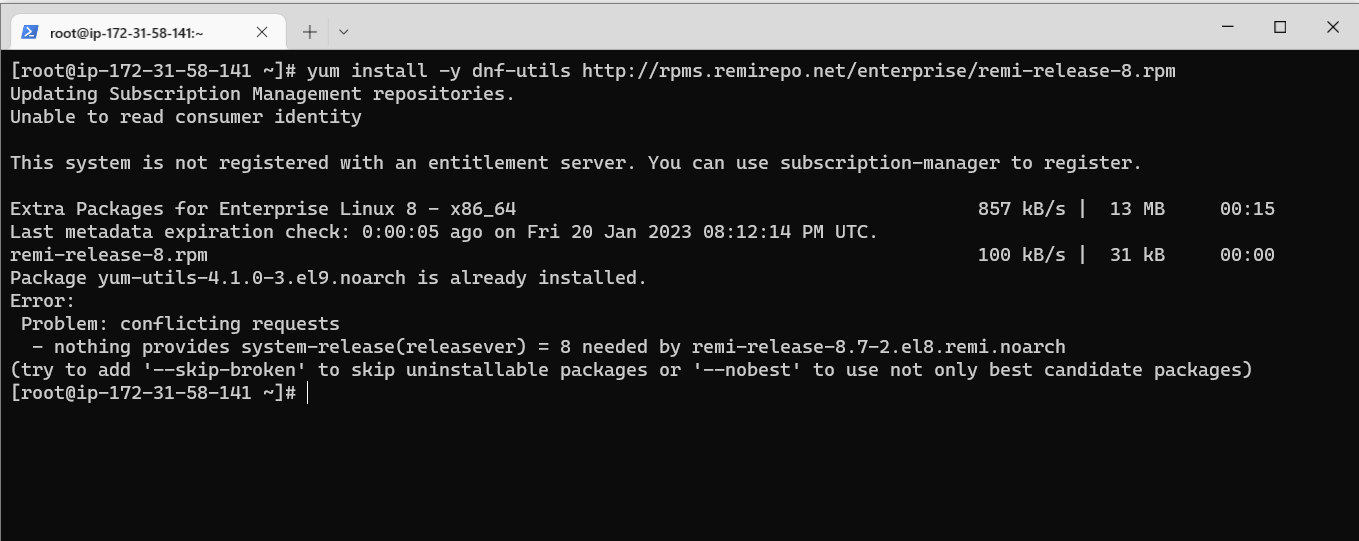 root@ip-172-31-58-141:~
[root@ip-172-31-58-141 ~]# yum install -y dnf-utils http://rpms.remirepo.net/enterprise/remi-release-8.rpm
Updating Subscription Management repositories.
Unable to read consumer identity
This system is not registered with an entitlement server. You can use subscription-manager to register.
Extra Packages for Enterprise Linux 8 - x86_64 857 kB/s | 13 MB 00:15
Last metadata expiration check: 0:00:05 ago on Fri 20 Jan 2023 08:12:14 PM UTC.
remi-release-8.rpm 100 kB/s | 31 kB 00:00
Package yum-utils-4.1.0-3.el9.noarch is already installed.
Error:
Problem: conflicting requests
- nothing provides system-release(releasever) = 8 needed by remi-release-8.7-2.el8.remi.noarch
(try to add '--skip-broken' to skip uninstallable packages or '--nobest' to use not only best candidate packages)
[root@ip-172-31-58-141 ~]#